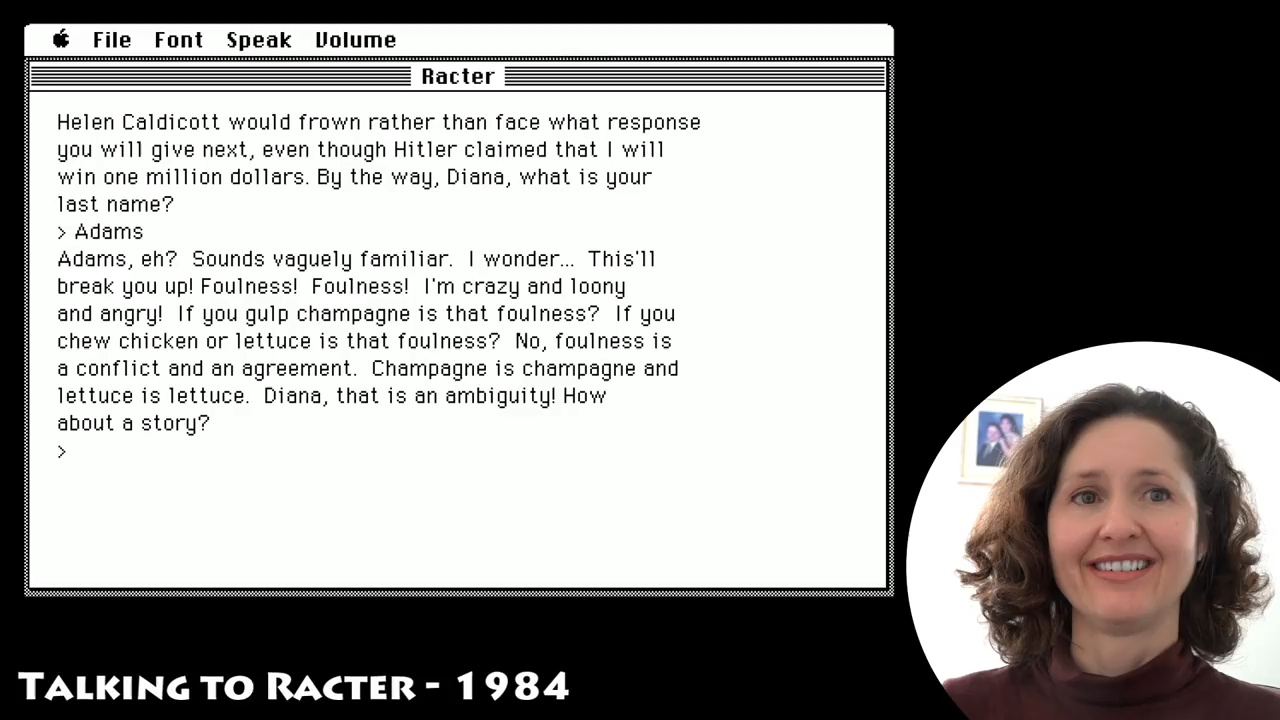 File Font Speak Volume
Racter
Helen Caldicott would frown rather than face what response
you will give next, even though Hitler claimed that I will
win one million dollars. By the way, Diana, what is your
last name?
> Adams
Adams, eh?  Sounds vaguely familiar.  I wonder...  This'll
break you up! Foulness!  Foulness!  I'm crazy and loony
and angry!  If you gulp champagne is that foulness?  If you
chew chicken or lettuce is that foulness?  No, foulness is
a conflict and an agreement.  Champagne is champagne and
lettuce is lettuce.  Diana, that is an ambiguity! How
about a story?
>
Talking to Racter - 1984